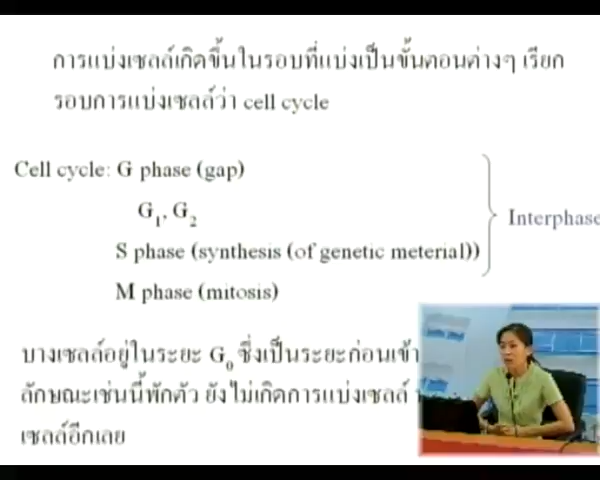 การแบ่งเซลล์เกิดขึ้นในรอบที่แบ่งเป็นขั้นตอนต่างๆ เรียก
รอบการแบ่งเซลล์ว่า cell cycle
Cell cycle: G phase (gap)
G1, G2
S phase (synthesis (of genetic meterial))
Interphase
M phase (mitosis)
บางเซลล์อยู่ในระยะ G0 ซึ่งเป็นระยะก่อนเข้า
ลักษณะเช่นนี้พักตัว ยังไม่เกิดการแบ่งเซลล์
เซลล์อีกเลย